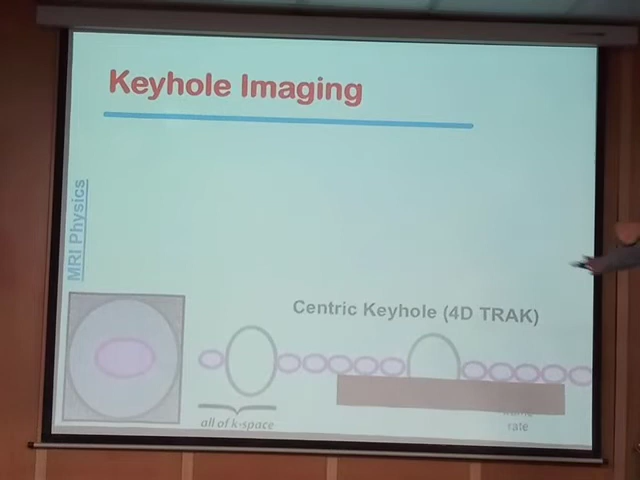 Keyhole Imaging
MRI Physics
Centric Keyhole (4D TRAK)
all of k-space
rate